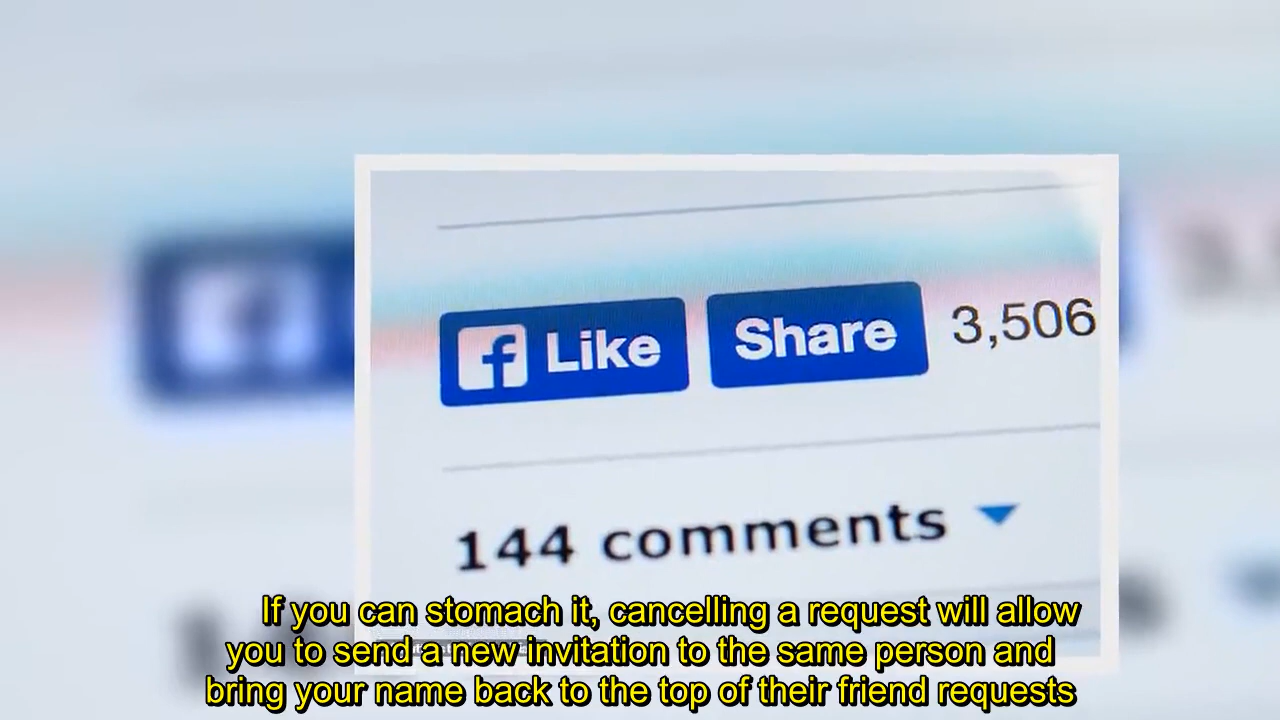 f Like Share 3,506
144 comments
If you can stomach it, cancelling a request will allow
you to send a new invitation to the same person and
bring your name back to the top of their friend requests